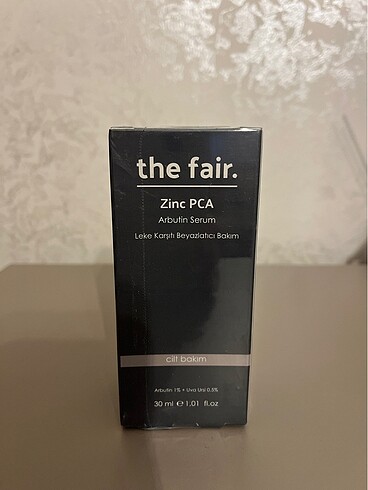 the fair.
Zinc PCA
Arbutin Serum
Leke Karşıtı Beyazlatıcı Bakım
cilt bakım
Arbutin 1% + Uva Ursi 0.5%
30 ml ℮ 1,01 fl.oz